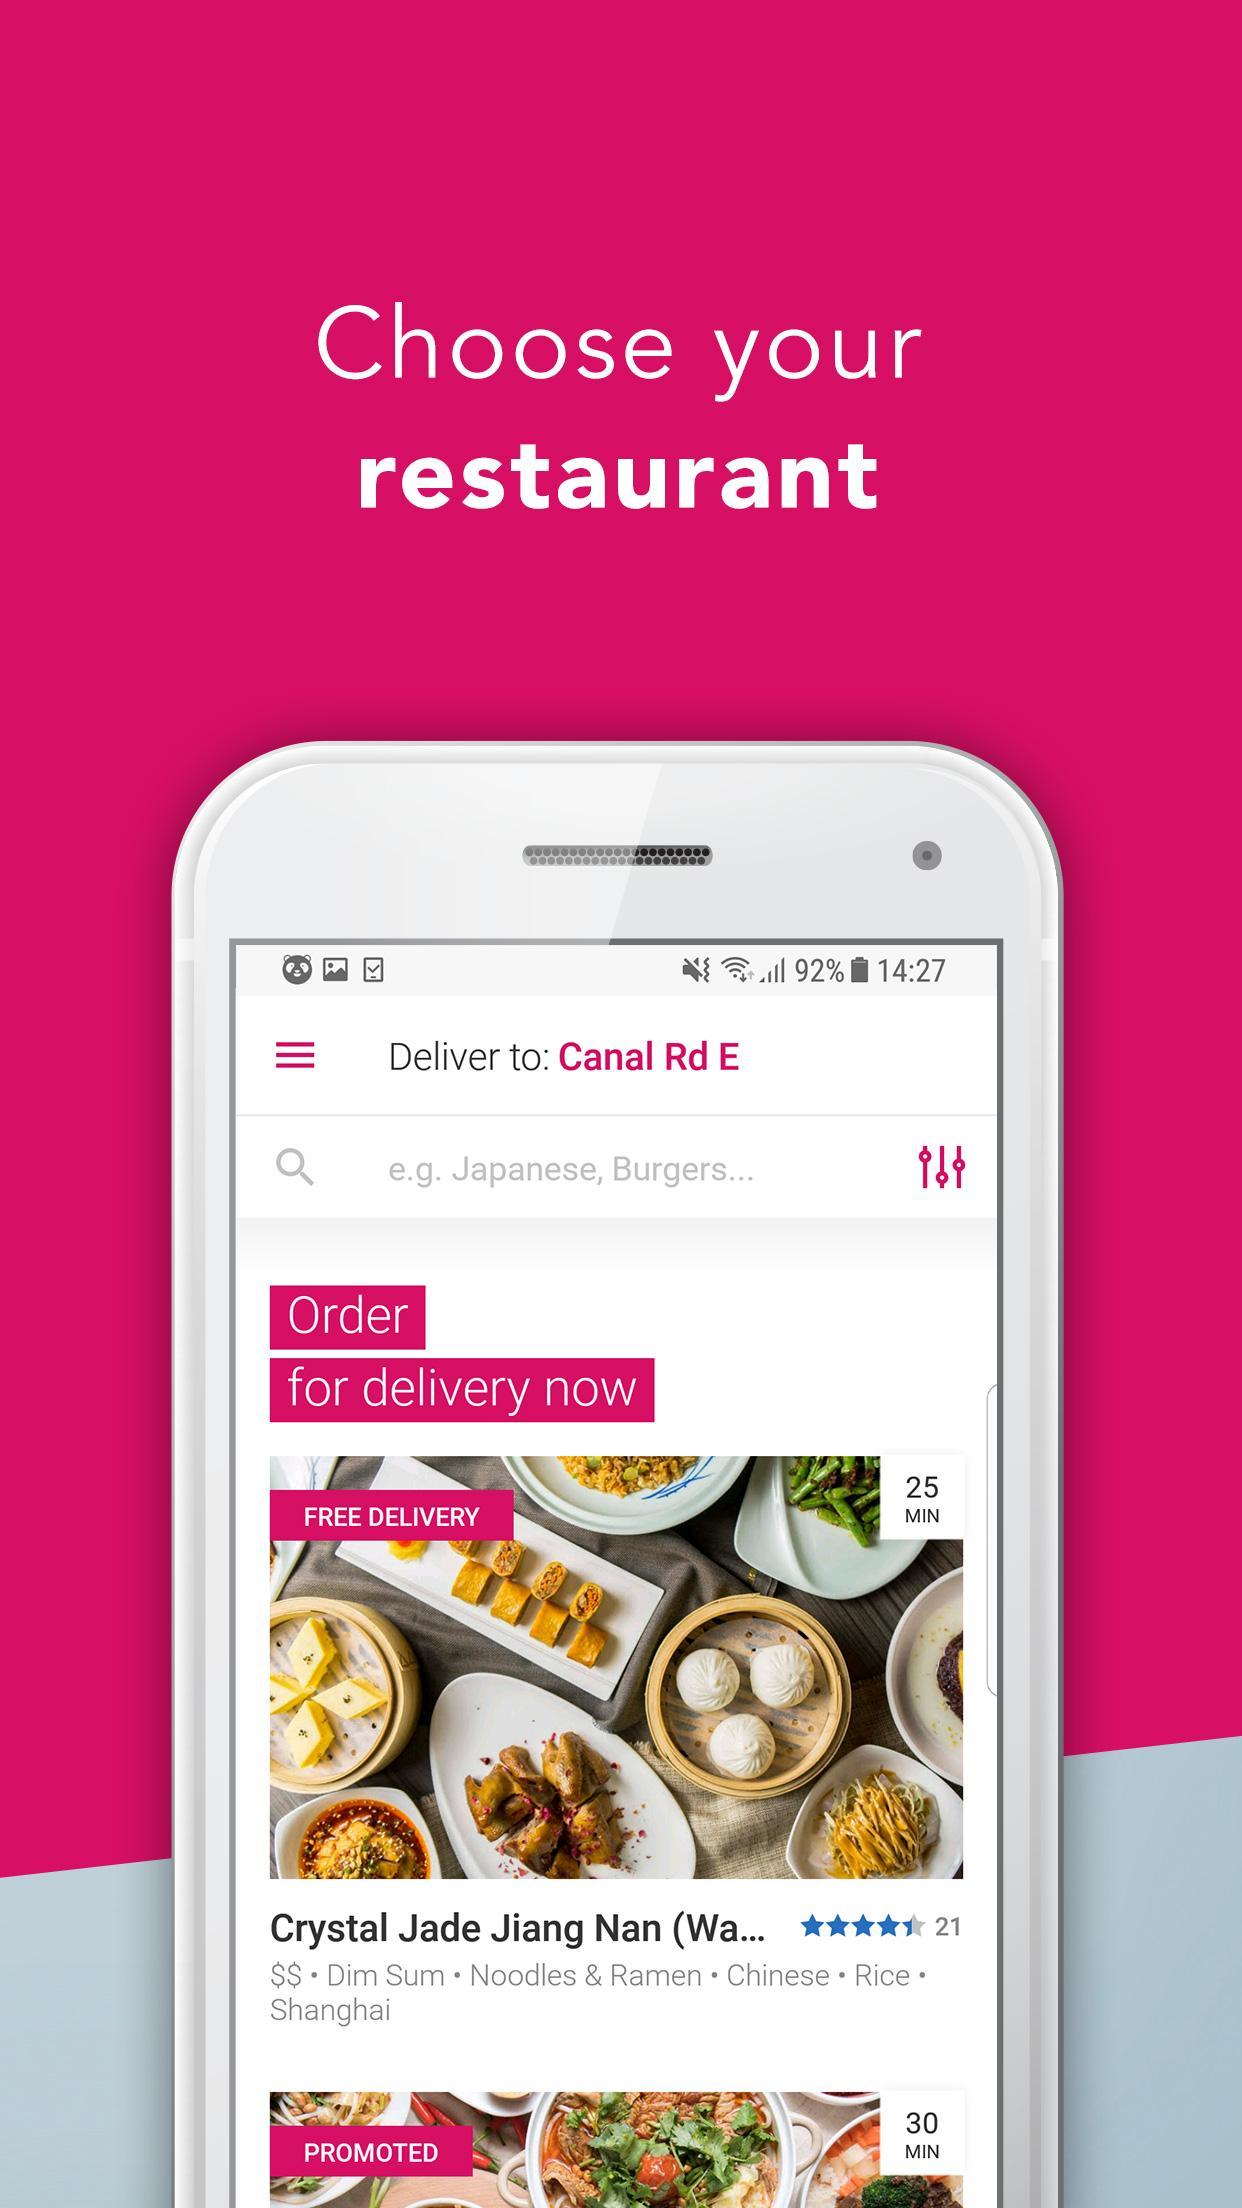 Choose your
restaurant
92% 14:27
Deliver to: Canal Rd E
e.g. Japanese, Burgers...
Order
for delivery now
FREE DELIVERY
25
MIN
Crystal Jade Jiang Nan (Wa... 21
$$ • Dim Sum • Noodles & Ramen • Chinese • Rice •
Shanghai
PROMOTED
30
MIN